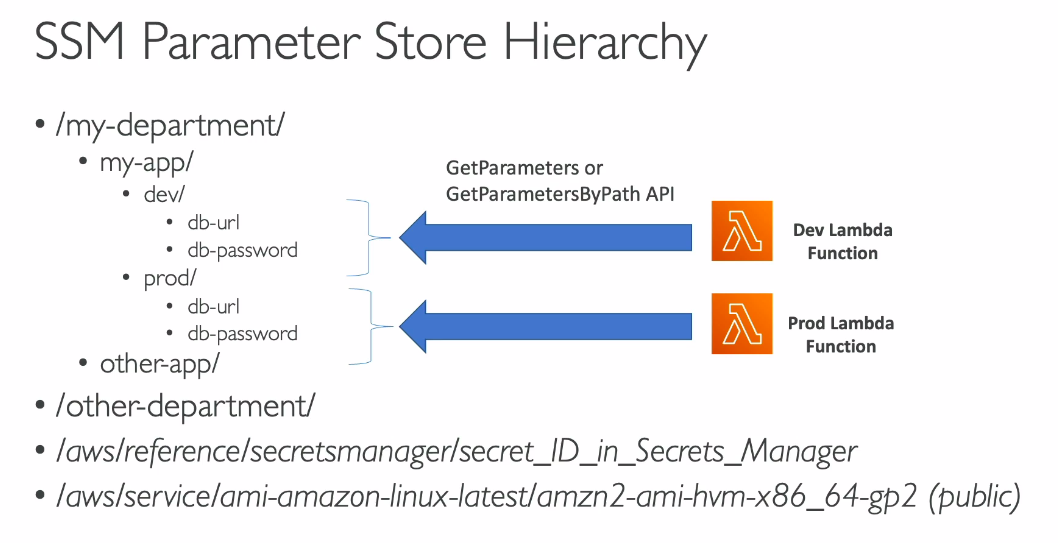 SSM Parameter Store Hierarchy
• /my-department/
• my-app/
• dev/
• db-url
• db-password
• prod/
• db-url
• db-password
• other-app/
GetParameters or
GetParametersByPath API
Dev Lambda
Function
Prod Lambda
Function
• /other-department/
• /aws/reference/secretsmanager/secret_ID_in_Secrets_Manager
• /aws/service/ami-amazon-linux-latest/amzn2-ami-hvm-x86_64-gp2 (public)